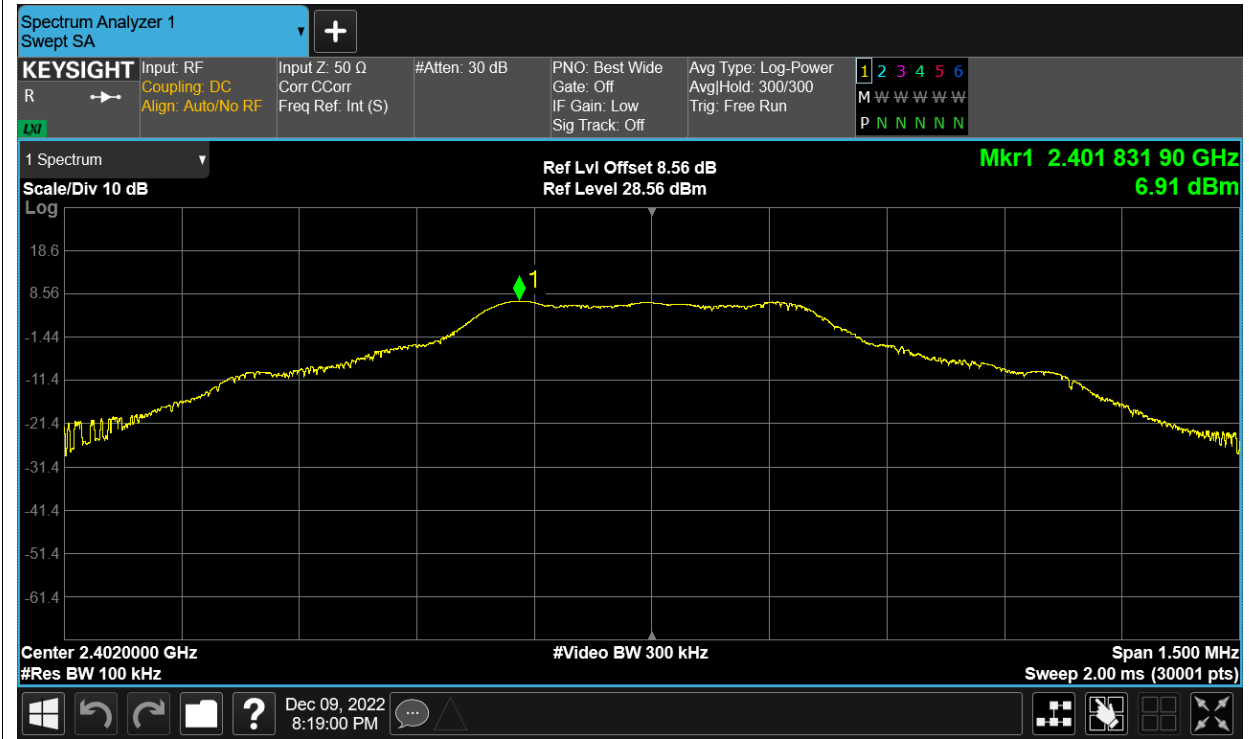 Spectrum Analyzer 1
Swept SA
KEYSIGHT
R
LXI
Input: RF
Coupling: DC
Align: Auto/No RF
Input Z: 50 Ω
Corr CCorr
Freq Ref: Int (S)
#Atten: 30 dB
PNO: Best Wide
Gate: Off
IF Gain: Low
Sig Track: Off
Avg Type: Log-Power
Avg|Hold: 300/300
Trig: Free Run
1 2 3 4 5 6
M W W W W W
P N N N N N
1 Spectrum
Scale/Div 10 dB
Log
Ref Lvl Offset 8.56 dB
Ref Level 28.56 dBm
Mkr1 2.401 831 90 GHz
6.91 dBm
18.6
8.56
-1.44
-11.4
-21.4
-31.4
-41.4
-51.4
-61.4
1
Center 2.4020000 GHz
#Res BW 100 kHz
#Video BW 300 kHz
Span 1.500 MHz
Sweep 2.00 ms (30001 pts)
?
Dec 09, 2022
8:19:00 PM